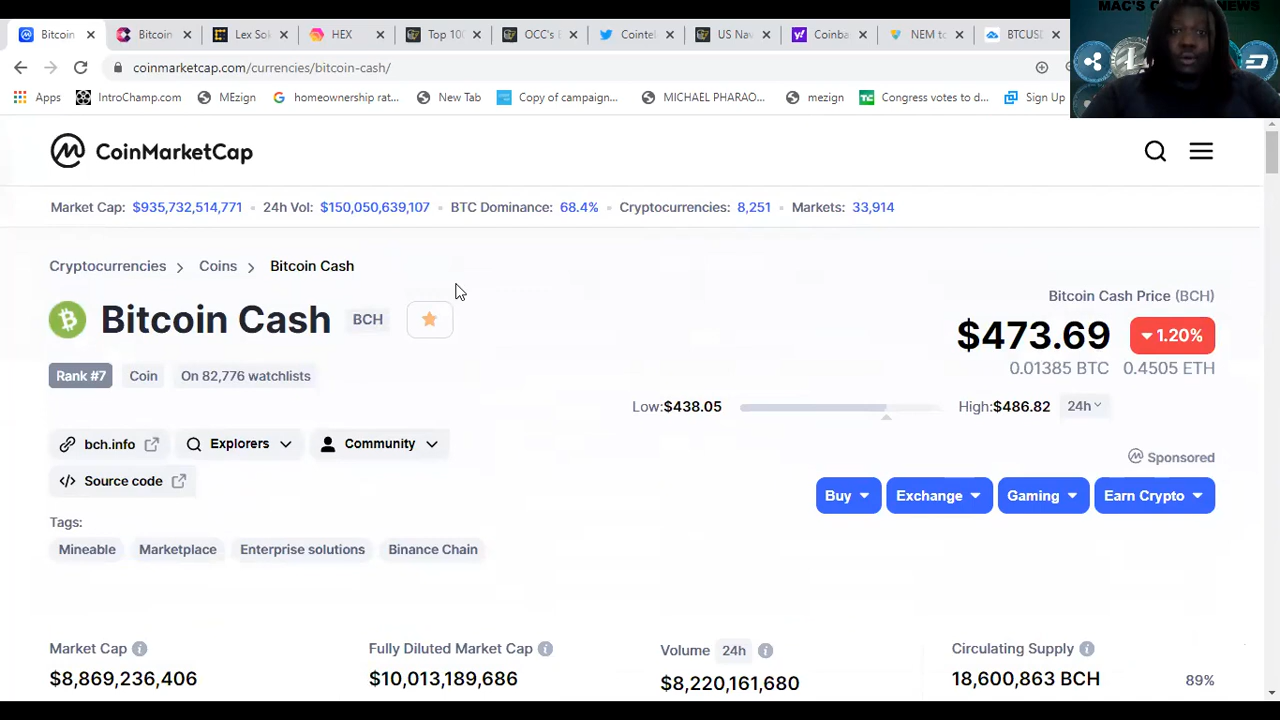 Bitcoin
Bitcoin
Lex Sol
HEX
Top 10
OCC's E
Cointel
US Nav
Coinba
NEM to
BTCUSD
MAC'S
coinmarketcap.com/currencies/bitcoin-cash/
Apps
IntroChamp.com
MEzign
homeownership rat...
New Tab
Copy of campaign...
MICHAEL PHARAO...
mezign
Congress votes to d...
Sign Up
CoinMarketCap
Market Cap: $935,732,514,771 • 24h Vol: $150,050,639,107 • BTC Dominance: 68.4% • Cryptocurrencies: 8,251 • Markets: 33,914
Cryptocurrencies > Coins > Bitcoin Cash
Bitcoin Cash BCH
Bitcoin Cash Price (BCH)
$473.69 1.20%
0.01385 BTC 0.4505 ETH
Rank #7 Coin On 82,776 watchlists
Low:$438.05 High:$486.82 24h
bch.info Explorers Community
Sponsored
Source code
Buy Exchange Gaming Earn Crypto
Tags:
Mineable Marketplace Enterprise solutions Binance Chain
Market Cap Fully Diluted Market Cap Volume 24h Circulating Supply
$8,869,236,406 $10,013,189,686 $8,220,161,680 18,600,863 BCH 89%